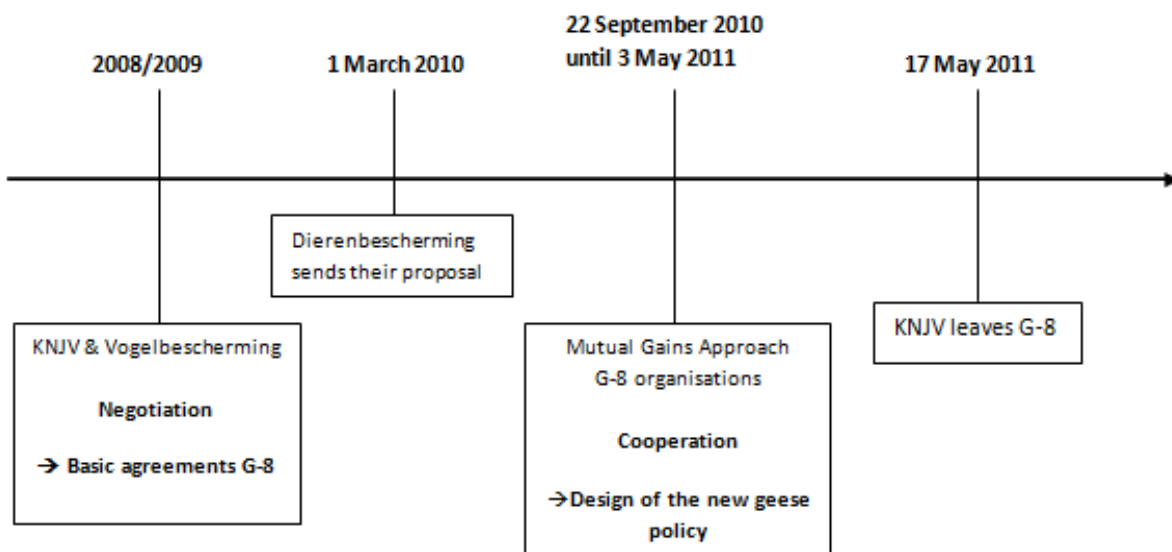 2008/2009
1 March 2010
22 September 2010
until 3 May 2011
17 May 2011
Dierenbescherming
sends their proposal
KNJV & Vogelbescherming
Negotiation
→ Basic agreements G-8
Mutual Gains Approach
G-8 organisations
Cooperation
→Design of the new geese
policy
KNJV leaves G-8